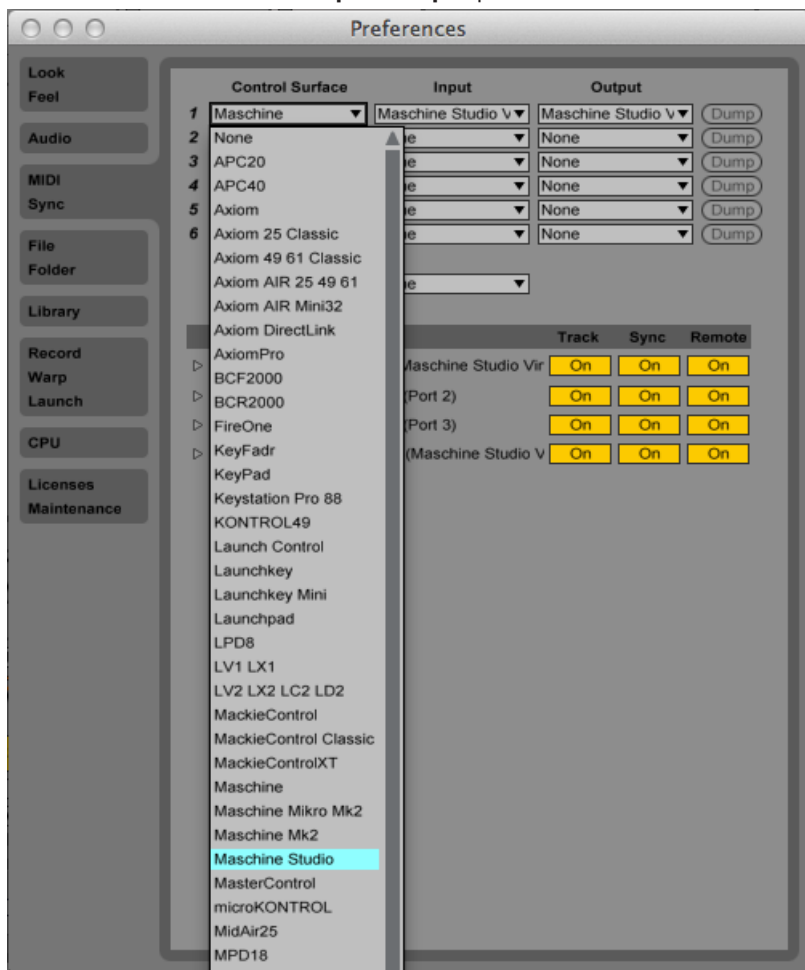 Preferences
Look
Feel
Audio
MIDI
Sync
File
Folder
Library
Record
Warp
Launch
CPU
Licenses
Maintenance
Control Surface Input Output
1 Maschine Maschine Studio V Maschine Studio V Dump
2 None ne None Dump
3 APC20 ne None Dump
4 APC40 ne None Dump
5 Axiom ne None Dump
6 Axiom 25 Classic ne None Dump
Axiom 49 61 Classic
Axiom AIR 25 49 61 ne
Axiom AIR Mini32
Axiom DirectLink Track Sync Remote
AxiomPro Maschine Studio Vir On On On
BCF2000
BCR2000 (Port 2) On On On
FireOne (Port 3) On On On
KeyFadr (Maschine Studio V On On On
KeyPad
Keystation Pro 88
KONTROL49
Launch Control
Launchkey
Launchkey Mini
Launchpad
LPD8
LV1 LX1
LV2 LX2 LC2 LD2
MackieControl
MackieControl Classic
MackieControlXT
Maschine
Maschine Mikro Mk2
Maschine Mk2
Maschine Studio
MasterControl
microKONTROL
MidAir25
MPD18